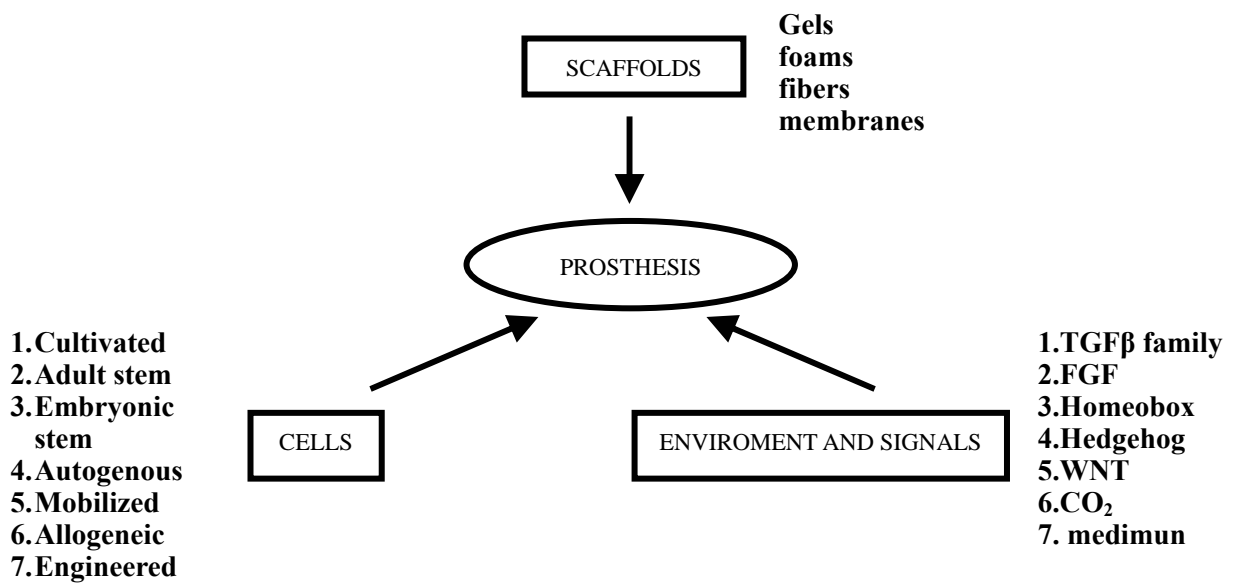 SCAFFOLDS
Gels
foams
fibers
membranes
PROSTHESIS
1.Cultivated
2.Adult stem
3.Embryonic
stem
4.Autogenous
5.Mobilized
6.Allogeneic
7.Engineered
CELLS
ENVIROMENT AND SIGNALS
1.TGFβ family
2.FGF
3.Homeobox
4.Hedgehog
5.WNT
6.CO₂
7. medimun